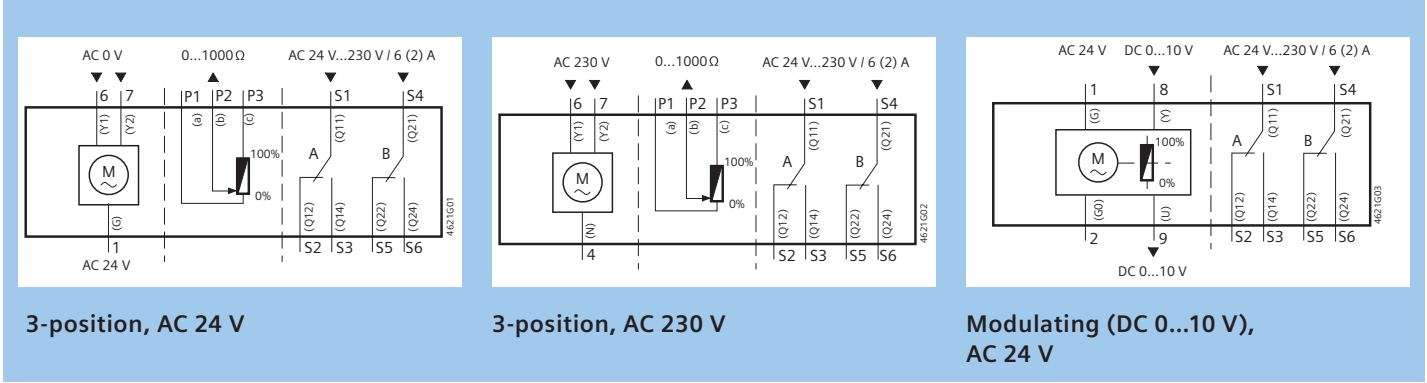 AC 0 V 0...1000 Ω AC 24 V...230 V / 6 (2) A
6 7 P1 P2 P3 S1 S4
(Y1) (Y2) (a) (b) (c) (Q11) (Q21)
100%
A B
M
0%
(G) (Q12) (Q14) (Q22) (Q24)
4621G01
1 S2 S3 S5 S6
AC 24 V
3-position, AC 24 V
AC 230 V 0...1000 Ω AC 24 V...230 V / 6 (2) A
6 7 P1 P2 P3 S1 S4
(Y1) (Y2) (a) (b) (c) (Q11) (Q21)
100%
A B
M
0%
(N) (Q12) (Q14) (Q22) (Q24)
4621G02
4 S2 S3 S5 S6
3-position, AC 230 V
AC 24 V DC 0...10 V AC 24 V...230 V / 6 (2) A
1 8 S1 S4
(G) (Y) (Q11) (Q21)
100%
A B
M
0%
(G0) (U) (Q12) (Q14) (Q22) (Q24)
4621G03
2 9 S2 S3 S5 S6
DC 0...10 V
Modulating (DC 0...10 V),
AC 24 V